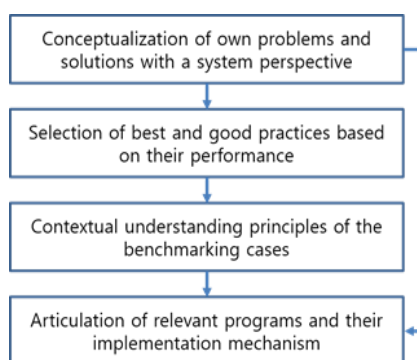 Conceptualization of own problems and
solutions with a system perspective
Selection of best and good practices based
on their performance
Contextual understanding principles of the
benchmarking cases
Articulation of relevant programs and their
implementation mechanism